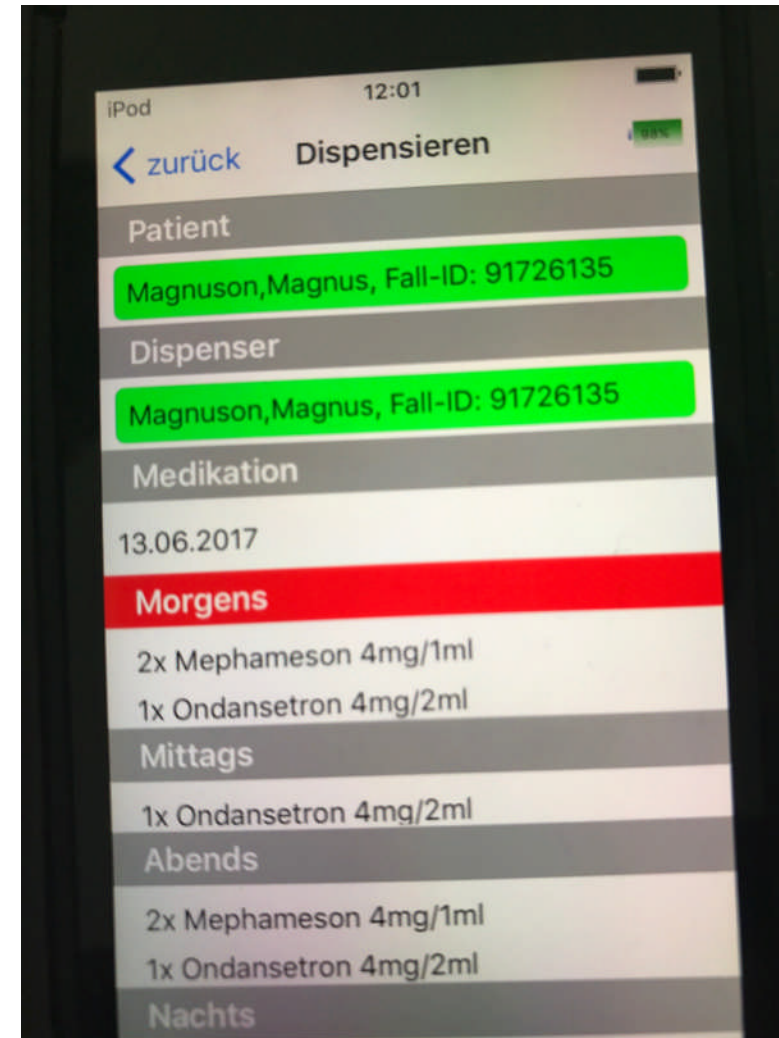 iPod
12:01
zurück
Dispensieren
98%
Patient
Magnuson,Magnus, Fall-ID: 91726135
Dispenser
Magnuson,Magnus, Fall-ID: 91726135
Medikation
13.06.2017
Morgens
2x Mephameson 4mg/1ml
1x Ondansetron 4mg/2ml
Mittags
1x Ondansetron 4mg/2ml
Abends
2x Mephameson 4mg/1ml
1x Ondansetron 4mg/2ml
Nachts